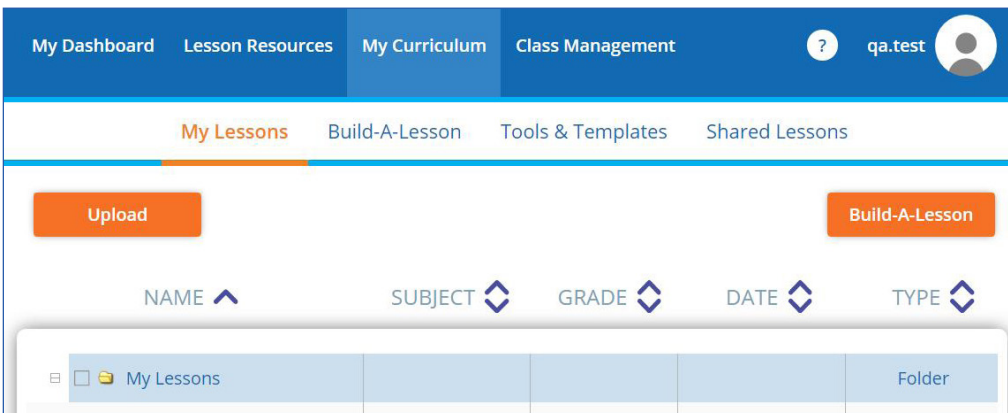 My Dashboard Lesson Resources My Curriculum Class Management ? qa.test
My Lessons Build-A-Lesson Tools & Templates Shared Lessons
Upload Build-A-Lesson
NAME SUBJECT GRADE DATE TYPE
My Lessons Folder